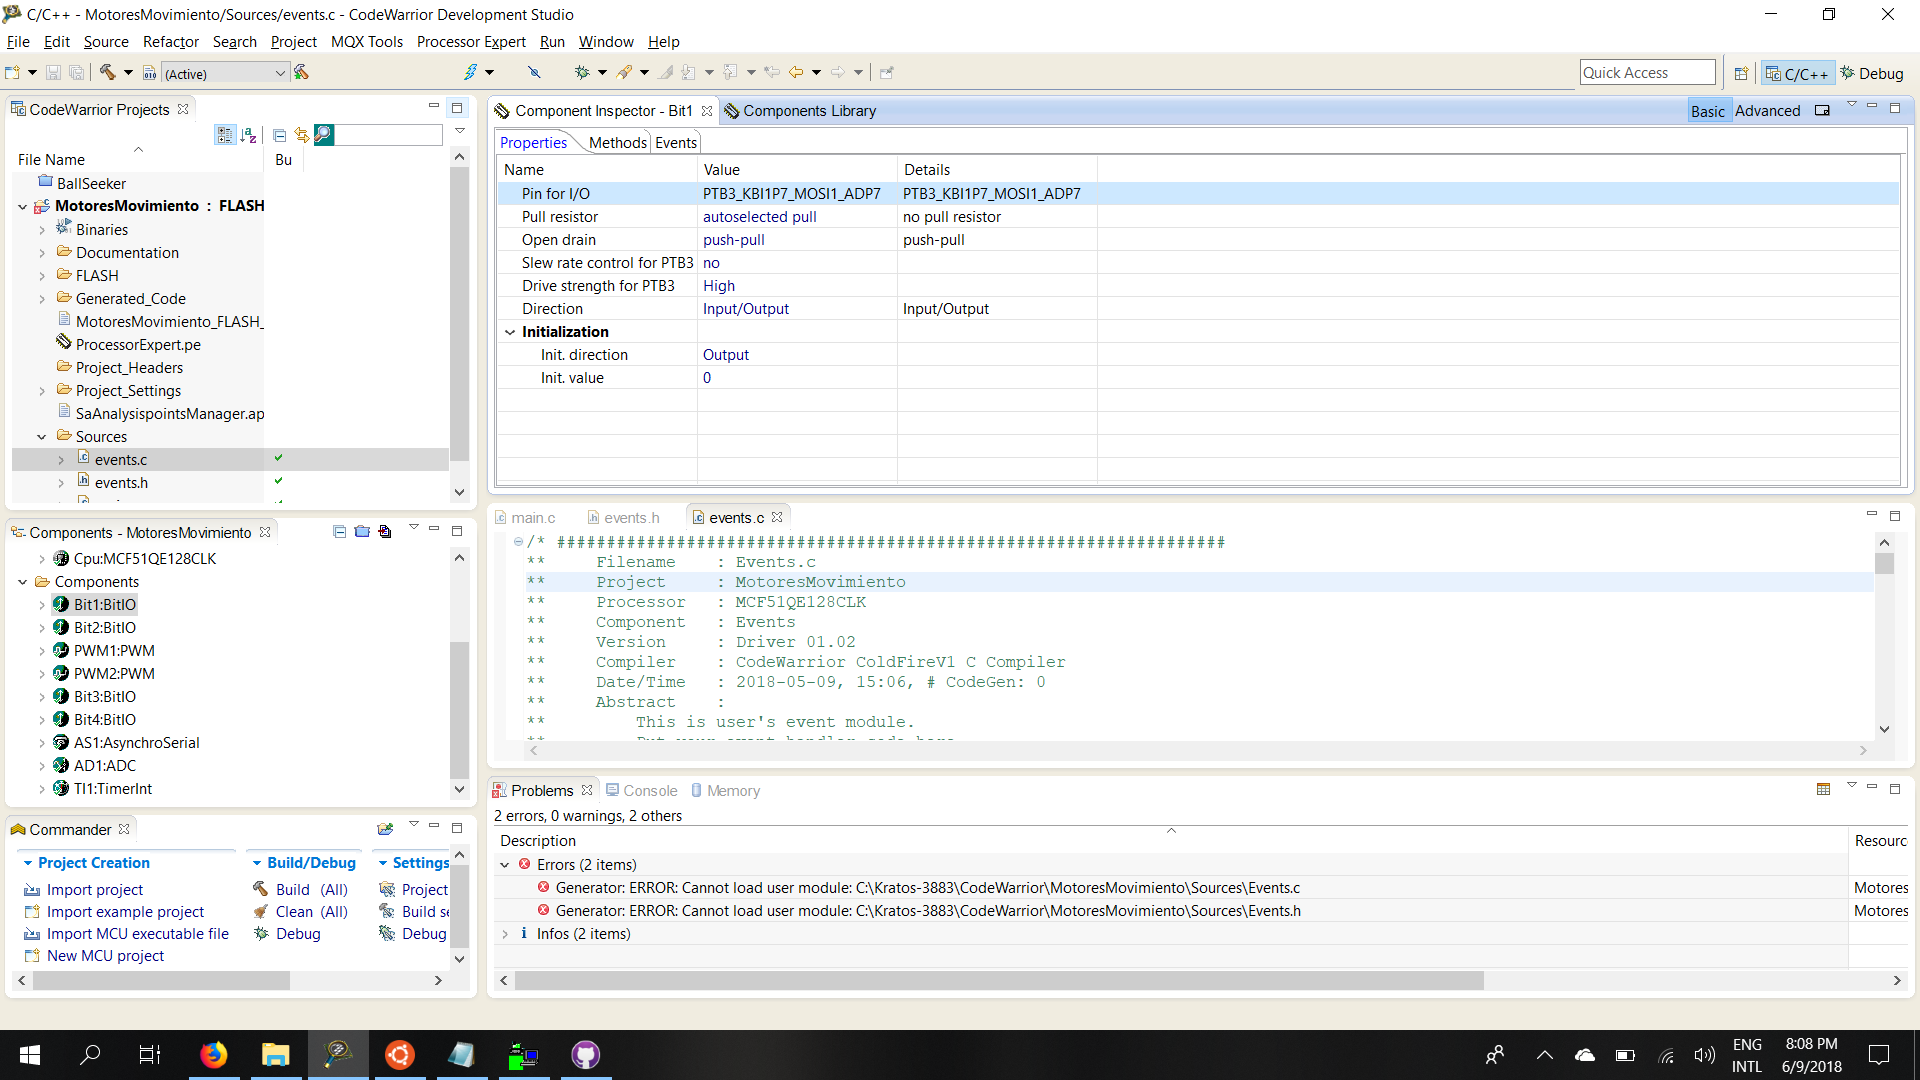 C/C++ - MotoresMovimiento/Sources/events.c - CodeWarrior Development Studio
File Edit Source Refactor Search Project MQX Tools Processor Expert Run Window Help
(Active)
Quick Access
C/C++
Debug
CodeWarrior Projects
File Name
Bu
BallSeeker
MotoresMovimiento : FLASH
Binaries
Documentation
FLASH
Generated_Code
MotoresMovimiento_FLASH_
ProcessorExpert.pe
Project_Headers
Project_Settings
SaAnalysispointsManager.ap
Sources
events.c
events.h
Components - MotoresMovimiento
Cpu:MCF51QE128CLK
Components
Bit1:BitIO
Bit2:BitIO
PWM1:PWM
PWM2:PWM
Bit3:BitIO
Bit4:BitIO
AS1:AsynchroSerial
AD1:ADC
TI1:TimerInt
Commander
Project Creation
Import project
Import example project
Import MCU executable file
New MCU project
Build/Debug
Build (All)
Clean (All)
Debug
Settings
Project
Build se
Debug
Component Inspector - Bit1
Components Library
Basic
Advanced
Properties
Methods
Events
Name Value Details
Pin for I/O PTB3_KBI1P7_MOSI1_ADP7 PTB3_KBI1P7_MOSI1_ADP7
Pull resistor autoselected pull no pull resistor
Open drain push-pull push-pull
Slew rate control for PTB3 no
Drive strength for PTB3 High
Direction Input/Output Input/Output
Initialization
Init. direction Output
Init. value 0
main.c
events.h
events.c
/* ###################################################################
** Filename : Events.c
** Project : MotoresMovimiento
** Processor : MCF51QE128CLK
** Component : Events
** Version : Driver 01.02
** Compiler : CodeWarrior ColdFireV1 C Compiler
** Date/Time : 2018-05-09, 15:06, # CodeGen: 0
** Abstract :
** This is user's event module.
** Put your event handler code here.
Problems
Console
Memory
2 errors, 0 warnings, 2 others
Description
Resourc
Errors (2 items)
Generator: ERROR: Cannot load user module: C:\Kratos-3883\CodeWarrior\MotoresMovimiento\Sources\Events.c Motores
Generator: ERROR: Cannot load user module: C:\Kratos-3883\CodeWarrior\MotoresMovimiento\Sources\Events.h Motores
Infos (2 items)
ENG
INTL
8:08 PM
6/9/2018